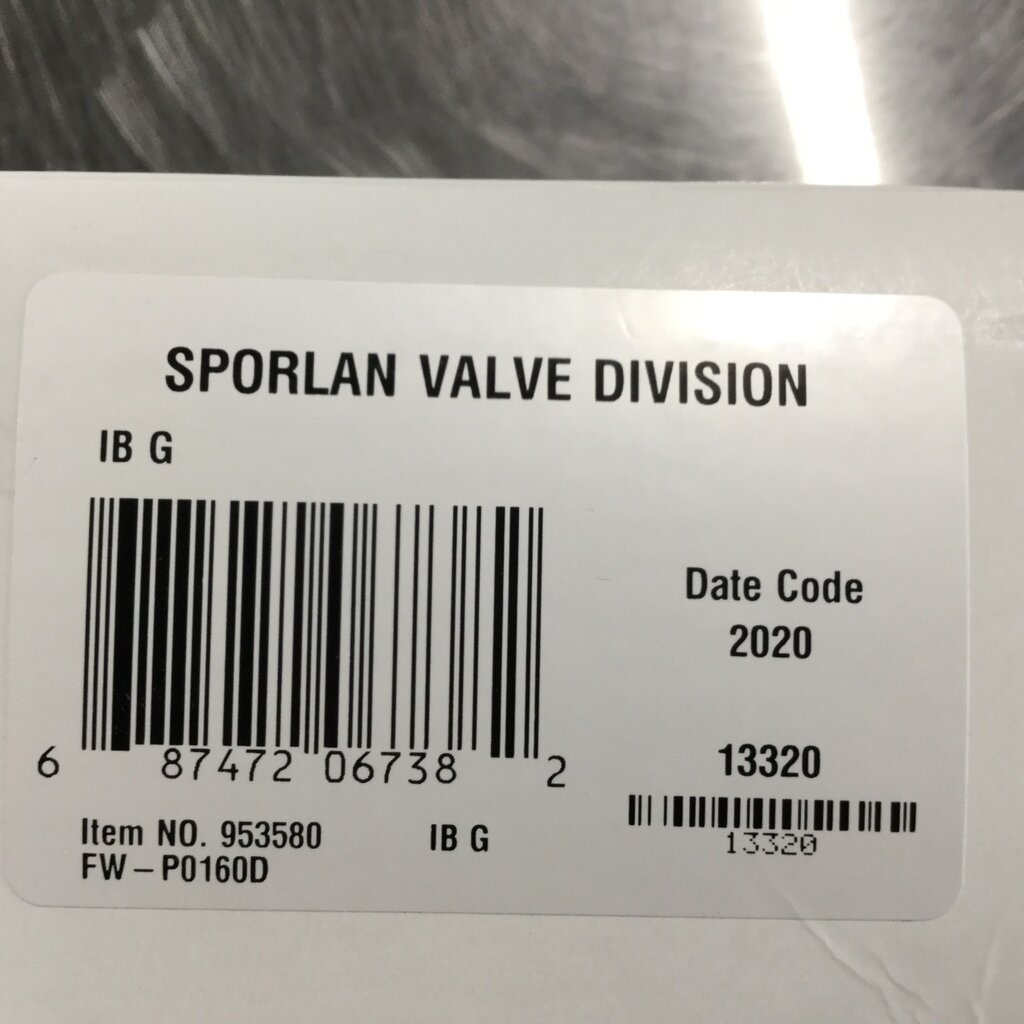 SPORLAN VALVE DIVISION
IB G
Date Code
2020
6 87472 06738 2
13320
13320
Item NO. 953580 IB G
FW-P0160D